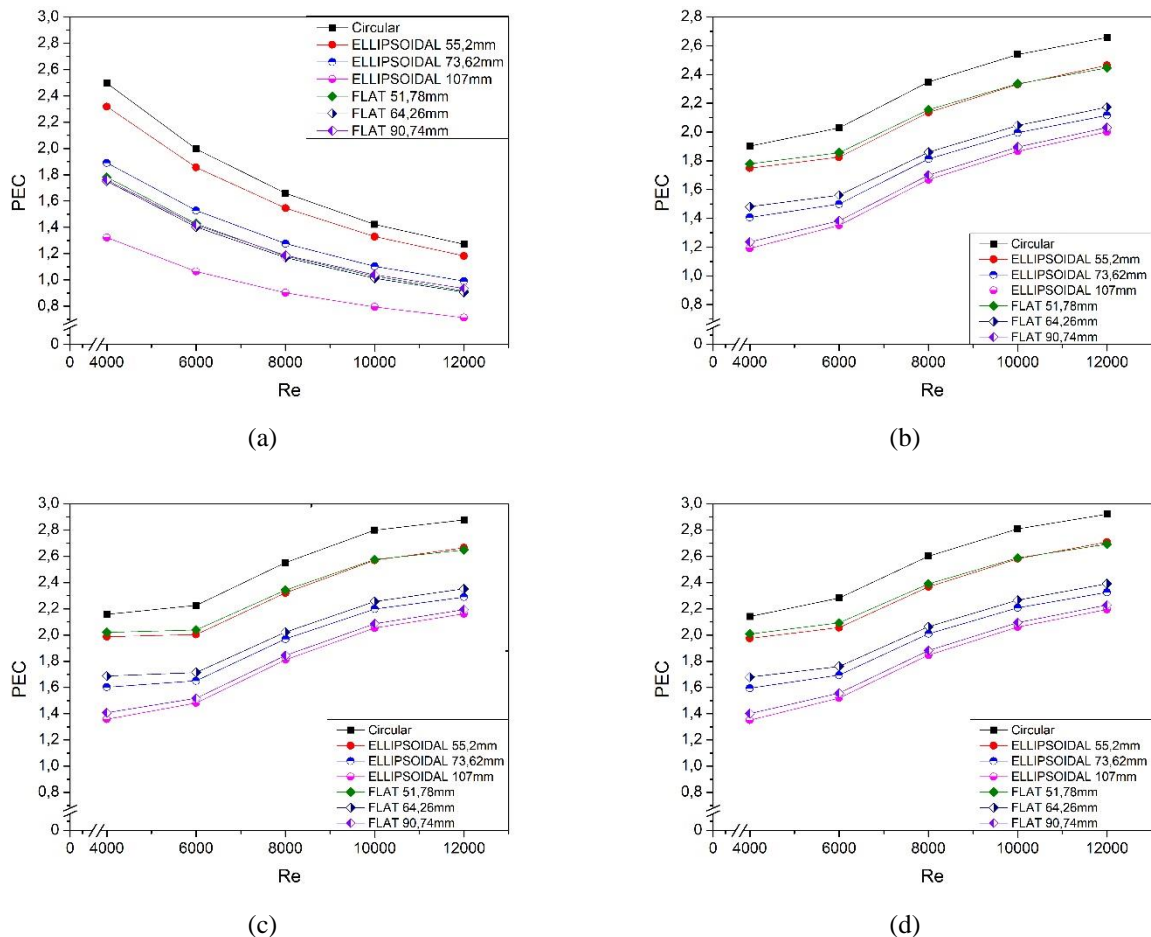 3,0
2,8
2,6
2,4
2,2
2,0
1,8
1,6
1,4
1,2
1,0
0,8
0
PEC
Circular
ELLIPSOIDAL 55,2mm
ELLIPSOIDAL 73,62mm
ELLIPSOIDAL 107mm
FLAT 51,78mm
FLAT 64,26mm
FLAT 90,74mm
0 4000 6000 8000 10000 12000
Re
(a)
2,8
2,6
2,4
2,2
2,0
1,8
1,6
1,4
1,2
1,0
0,8
0
PEC
Circular
ELLIPSOIDAL 55,2mm
ELLIPSOIDAL 73,62mm
ELLIPSOIDAL 107mm
FLAT 51,78mm
FLAT 64,26mm
FLAT 90,74mm
0 4000 6000 8000 10000 12000
Re
(b)
3,0
2,8
2,6
2,4
2,2
2,0
1,8
1,6
1,4
1,2
1,0
0,8
0
PEC
Circular
ELLIPSOIDAL 55,2mm
ELLIPSOIDAL 73,62mm
ELLIPSOIDAL 107mm
FLAT 51,78mm
FLAT 64,26mm
FLAT 90,74mm
0 4000 6000 8000 10000 12000
Re
(c)
3,0
2,8
2,6
2,4
2,2
2,0
1,8
1,6
1,4
1,2
1,0
0,8
0
PEC
Circular
ELLIPSOIDAL 55,2mm
ELLIPSOIDAL 73,62mm
ELLIPSOIDAL 107mm
FLAT 51,78mm
FLAT 64,26mm
FLAT 90,74mm
0 4000 6000 8000 10000 12000
Re
(d)